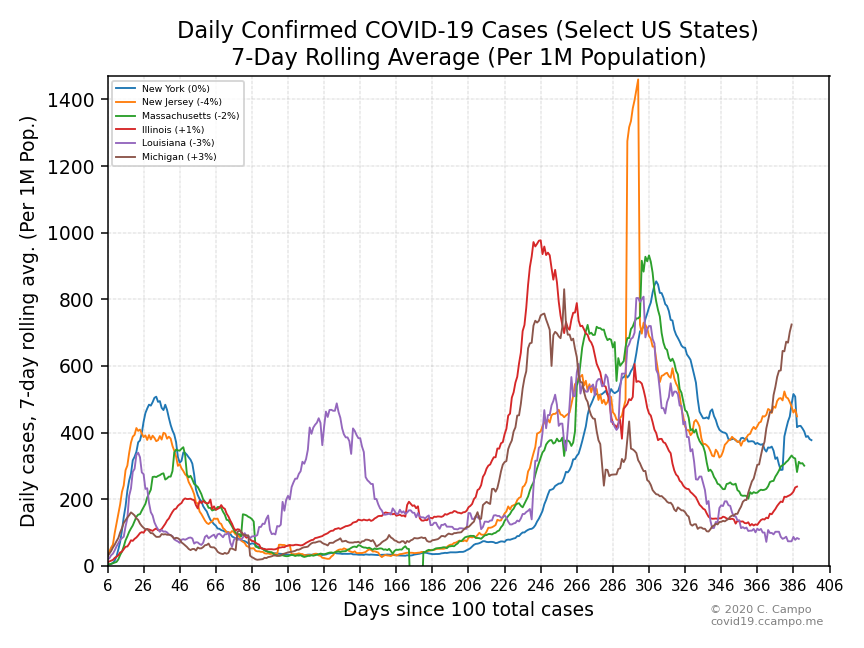 Daily Confirmed COVID-19 Cases (Select US States)
7-Day Rolling Average (Per 1M Population)
Daily cases, 7-day rolling avg. (Per 1M Pop.)
1400
1200
1000
800
600
400
200
0
New York (0%)
New Jersey (-4%)
Massachusetts (-2%)
Illinois (+1%)
Louisiana (-3%)
Michigan (+3%)
6 26 46 66 86 106 126 146 166 186 206 226 246 266 286 306 326 346 366 386 406
Days since 100 total cases
© 2020 C. Campo
covid19.ccampo.me